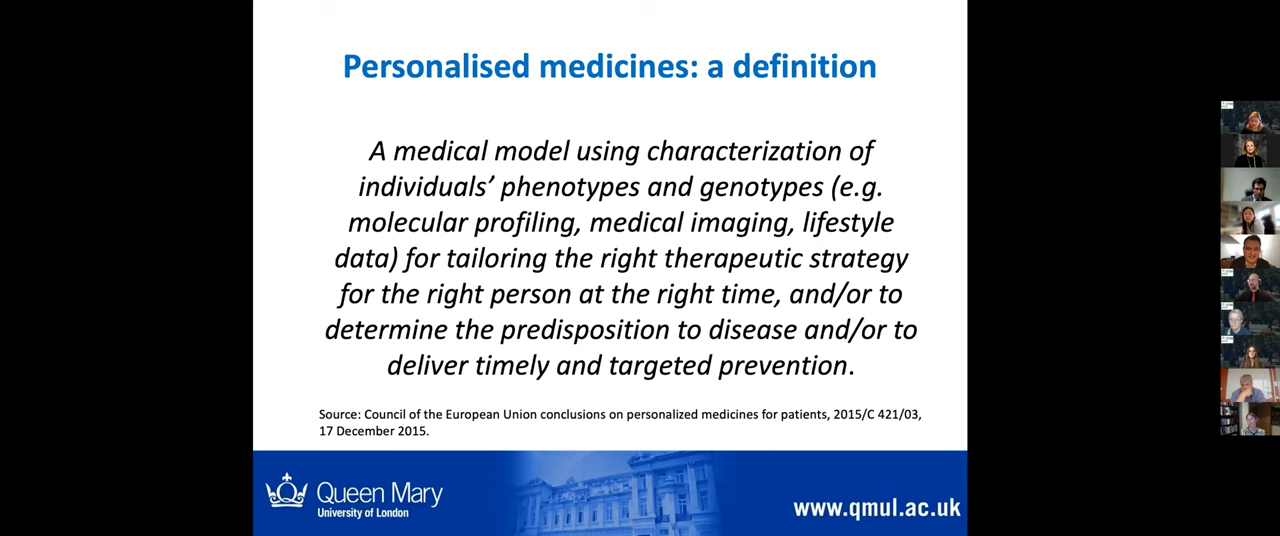 Personalised medicines: a definition
A medical model using characterization of
individuals’ phenotypes and genotypes (e.g.
molecular profiling, medical imaging, lifestyle
data) for tailoring the right therapeutic strategy
for the right person at the right time, and/or to
determine the predisposition to disease and/or to
deliver timely and targeted prevention.
Source: Council of the European Union conclusions on personalized medicines for patients, 2015/C 421/03,
17 December 2015.
Queen Mary
University of London
www.qmul.ac.uk